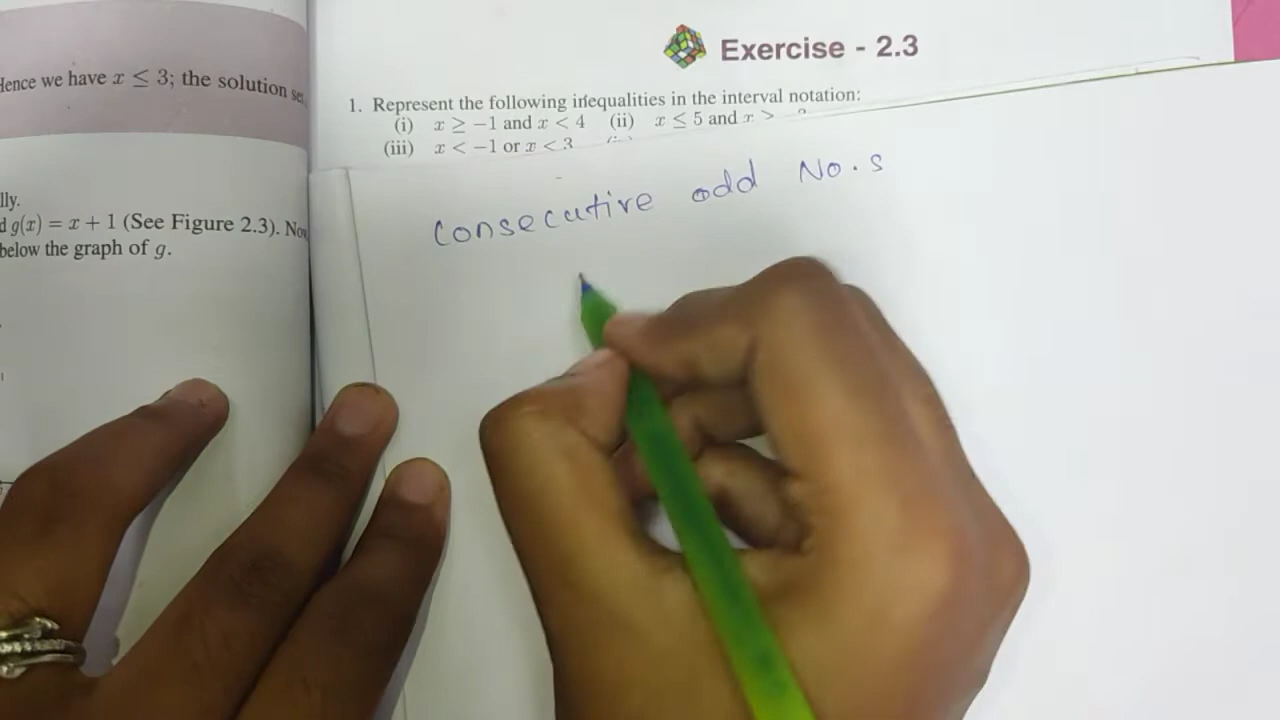 Hence we have x ≤ 3; the solution
lly.
d g(x) = x + 1 (See Figure 2.3). Now
below the graph of g.
Exercise - 2.3
1. Represent the following inequalities in the interval notation:
(i) x ≥ −1 and x < 4 (ii) x ≤ 5 and x >
(iii) x < −1 or x < 3
Consecutive odd No.s